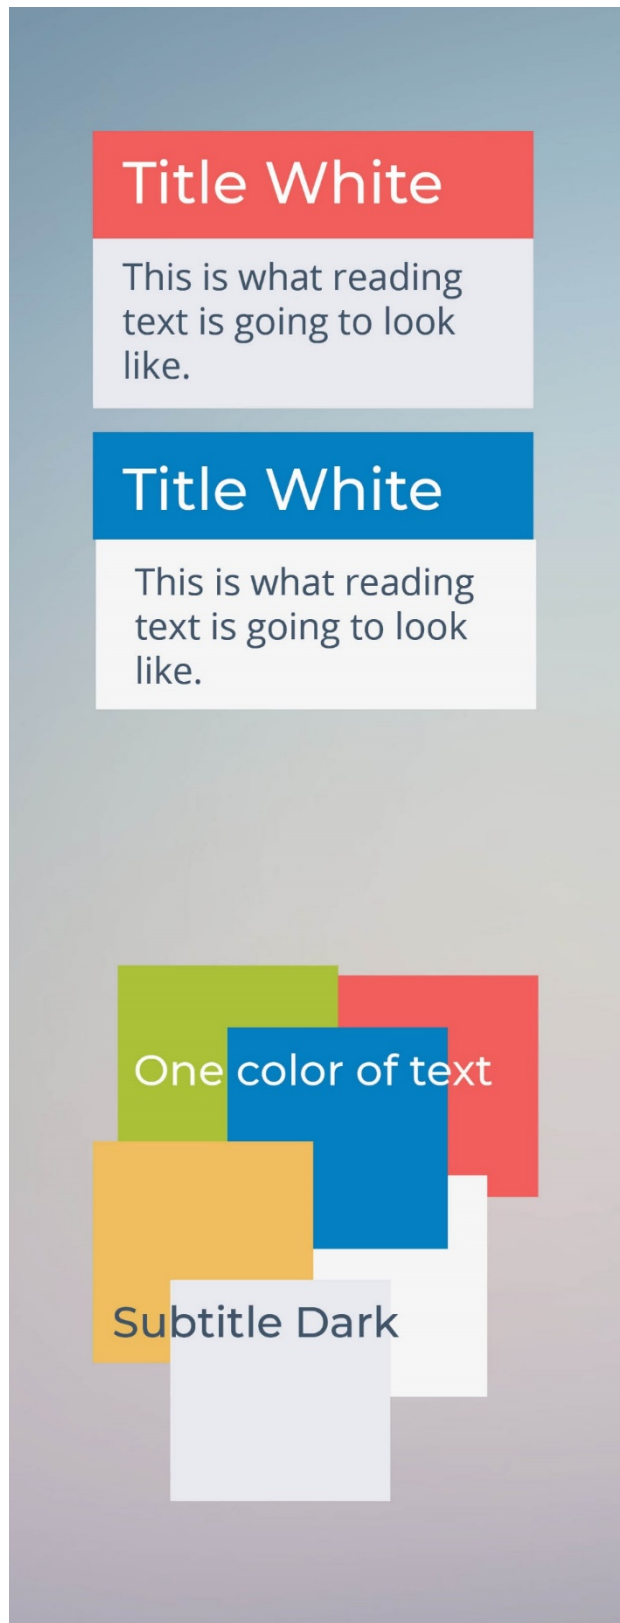 Title White
This is what reading
text is going to look
like.
Title White
This is what reading
text is going to look
like.
One color of text
Subtitle Dark